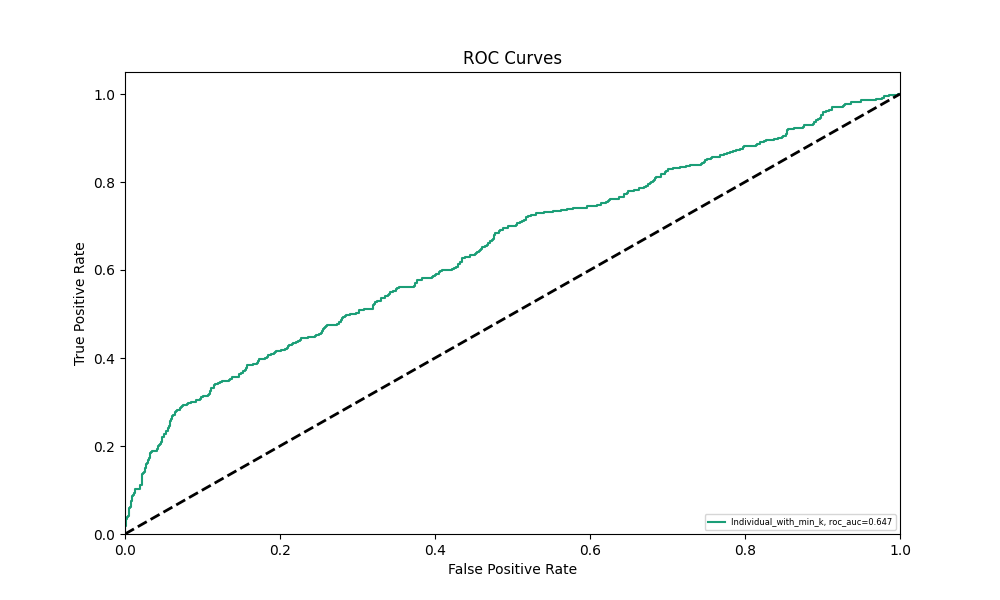 ROC Curves
True Positive Rate
1.0
0.8
0.6
0.4
0.2
0.0
0.0 0.2 0.4 0.6 0.8 1.0
False Positive Rate
Individual_with_min_k, roc_auc=0.647